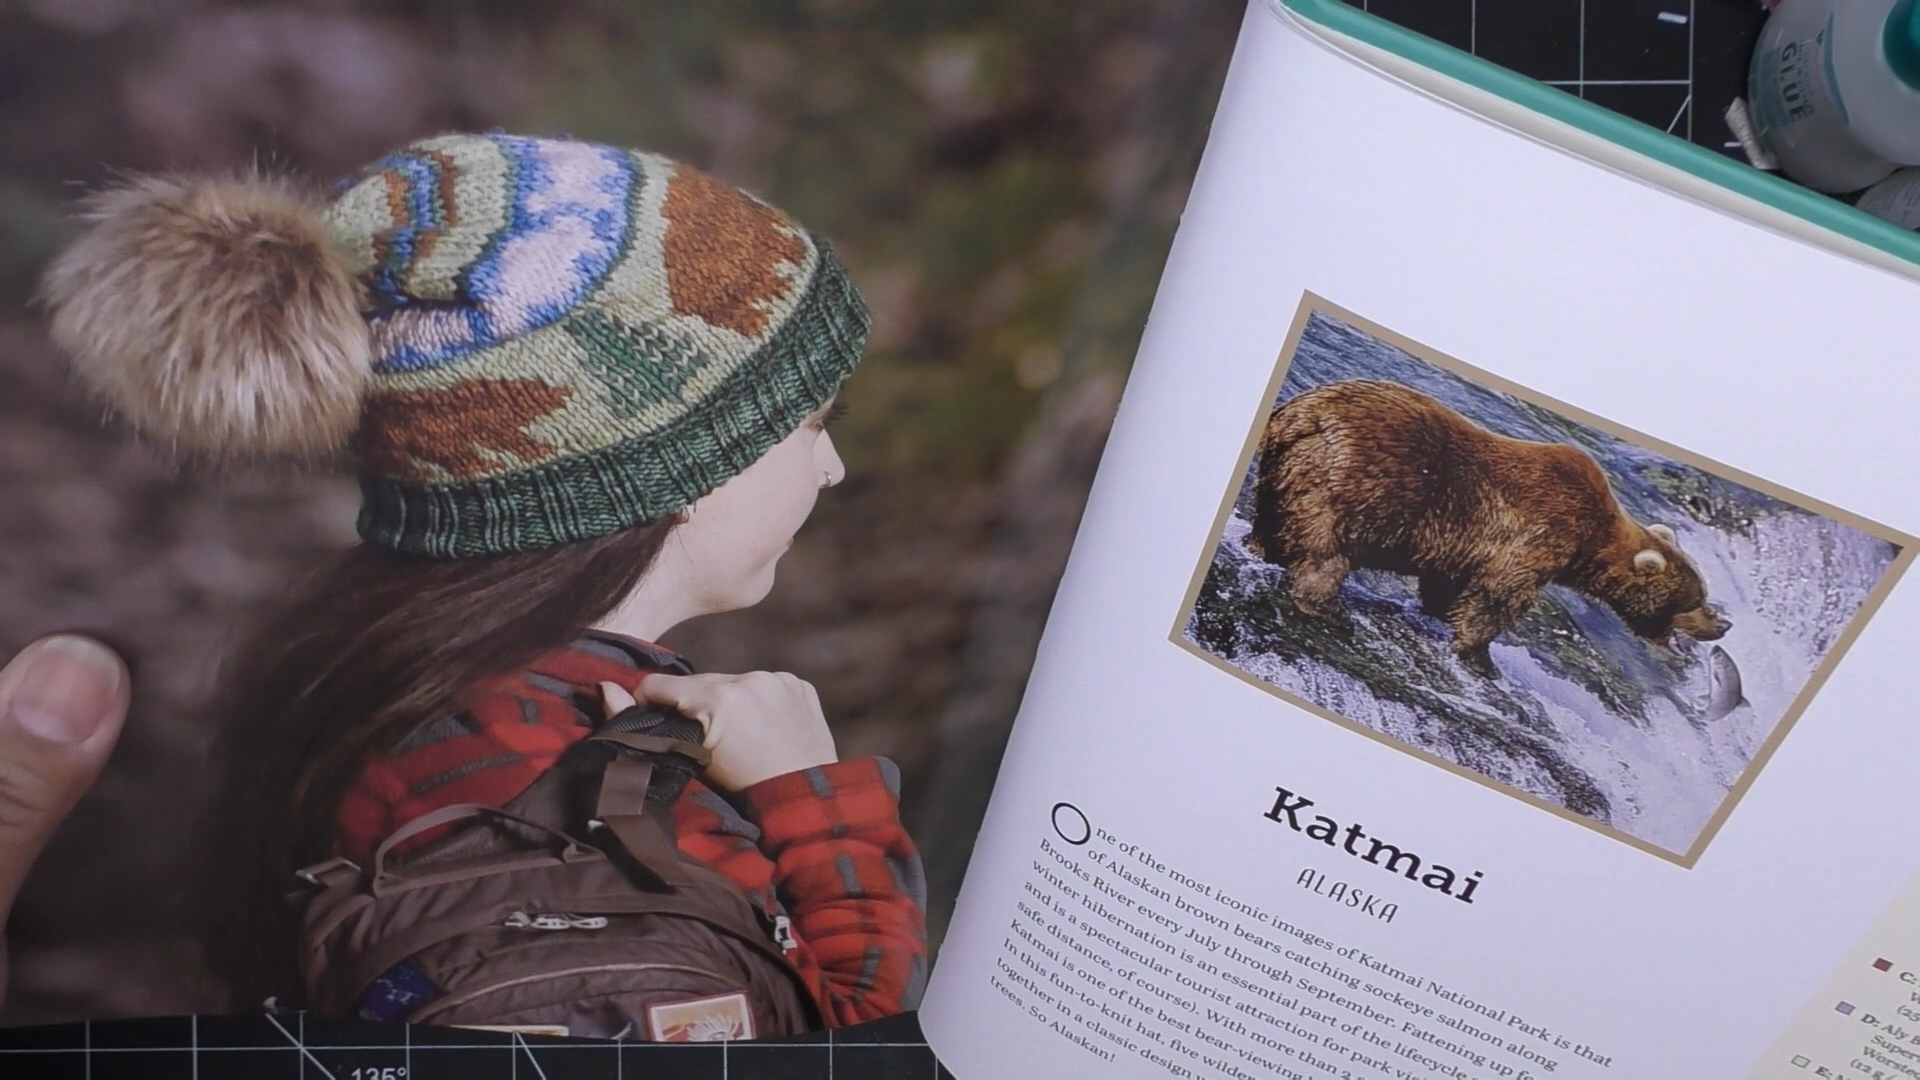 GLUE
Katmai
ALASKA
One of the most iconic images of Katmai National Park is that
of Alaskan brown bears catching sockeye salmon along
Brooks River every July through September. Fattening up
winter hibernation is an essential part of the lifecycle
and is a spectacular tourist attraction for park
safe distance, of course). With more than 2
Katmai is one of the best bear-viewing
In this fun-to-knit hat, five
together in a classic design
trees. So Alaskan!
C:
D: Aly
E:
135°